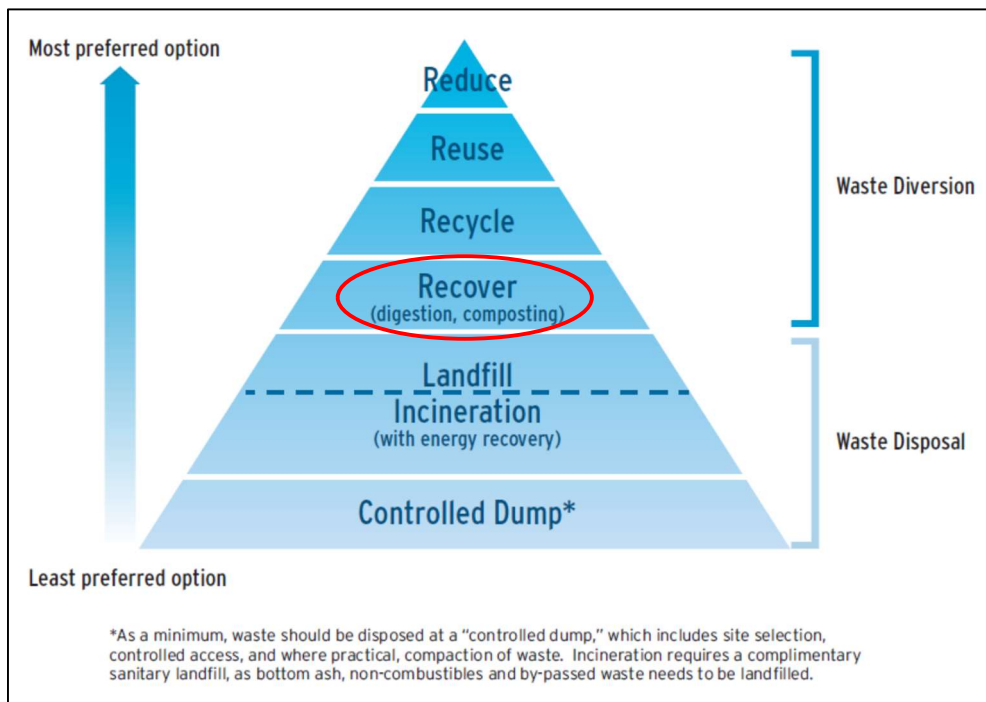 Most preferred option
Reduce
Reuse
Recycle
Recover
(digestion, composting)
Waste Diversion
Landfill
Incineration
(with energy recovery)
Waste Disposal
Controlled Dump*
Least preferred option
*As a minimum, waste should be disposed at a “controlled dump,” which includes site selection,
controlled access, and where practical, compaction of waste. Incineration requires a complimentary
sanitary landfill, as bottom ash, non-combustibles and by-passed waste needs to be landfilled.